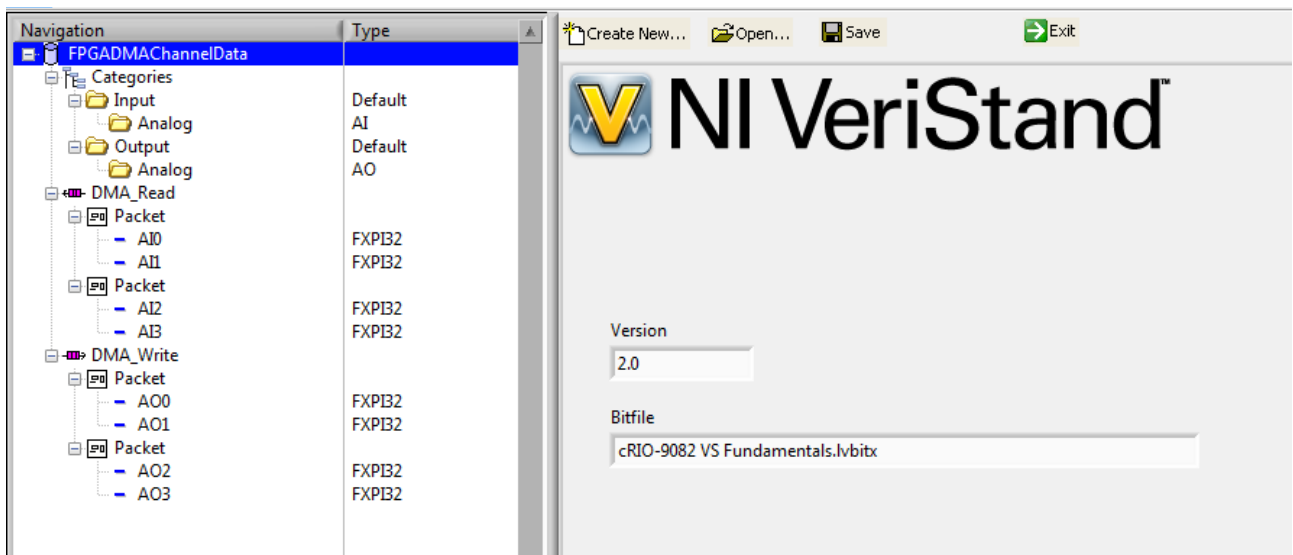 Navigation Type
FPGADMAChannelData
Categories
Input Default
Analog AI
Output Default
Analog AO
DMA_Read
Packet
AI0 FXPI32
AI1 FXPI32
Packet
AI2 FXPI32
AI3 FXPI32
DMA_Write
Packet
AO0 FXPI32
AO1 FXPI32
Packet
AO2 FXPI32
AO3 FXPI32
Create New... Open... Save Exit
NI VeriStand™
Version
2.0
Bitfile
cRIO-9082 VS Fundamentals.lvbitx